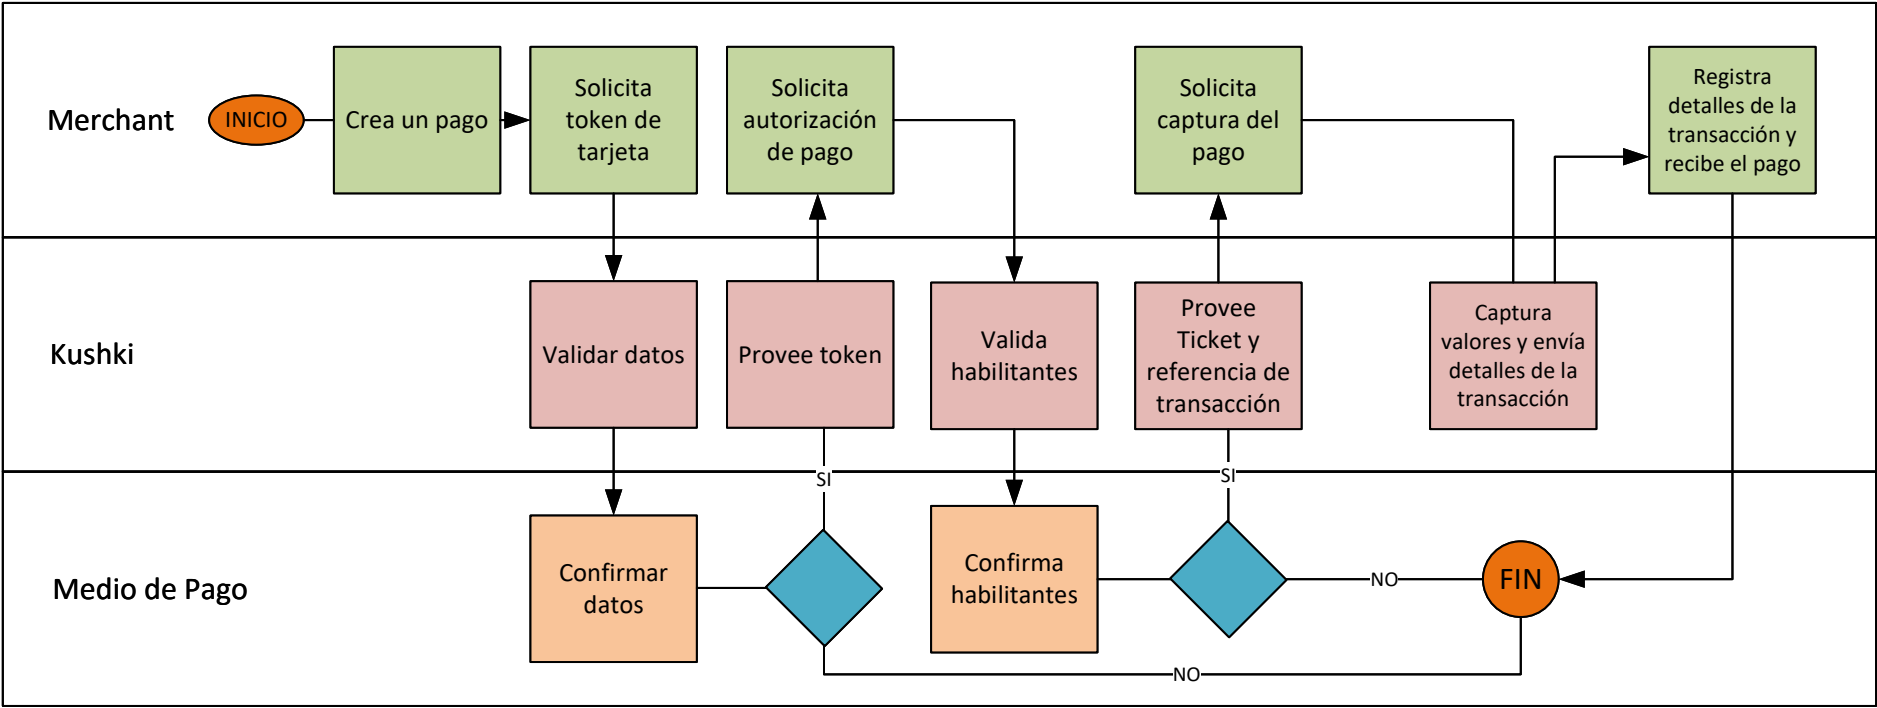 Merchant
INICIO
Crea un pago
Solicita
token de
tarjeta
Solicita
autorización
de pago
Solicita
captura del
pago
Registra
detalles de la
transacción y
recibe el pago
Kushki
Validar datos
Provee token
Valida
habilitantes
Provee
Ticket y
referencia de
transacción
Captura
valores y envía
detalles de la
transacción
SI
SI
Medio de Pago
Confirmar
datos
Confirma
habilitantes
NO
FIN
NO